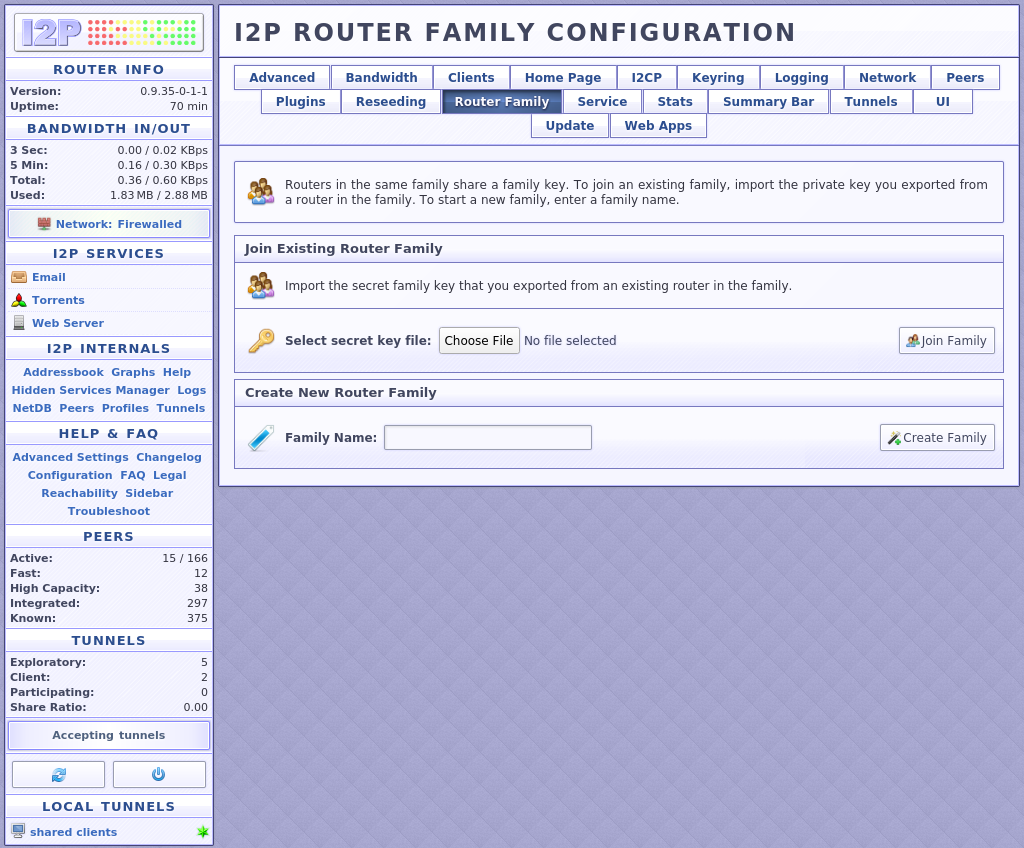 I2P
ROUTER INFO
Version: 0.9.35-0-1-1
Uptime: 70 min
BANDWIDTH IN/OUT
3 Sec: 0.00 / 0.02 KBps
5 Min: 0.16 / 0.30 KBps
Total: 0.36 / 0.60 KBps
Used: 1.83 MB / 2.88 MB
Network: Firewalled
I2P SERVICES
Email
Torrents
Web Server
I2P INTERNALS
Addressbook Graphs Help
Hidden Services Manager Logs
NetDB Peers Profiles Tunnels
HELP & FAQ
Advanced Settings Changelog
Configuration FAQ Legal
Reachability Sidebar
Troubleshoot
PEERS
Active: 15 / 166
Fast: 12
High Capacity: 38
Integrated: 297
Known: 375
TUNNELS
Exploratory: 5
Client: 2
Participating: 0
Share Ratio: 0.00
Accepting tunnels
LOCAL TUNNELS
shared clients
I2P ROUTER FAMILY CONFIGURATION
Advanced Bandwidth Clients Home Page I2CP Keyring Logging Network Peers
Plugins Reseeding Router Family Service Stats Summary Bar Tunnels UI
Update Web Apps
Routers in the same family share a family key. To join an existing family, import the private key you exported from
a router in the family. To start a new family, enter a family name.
Join Existing Router Family
Import the secret family key that you exported from an existing router in the family.
Select secret key file: Choose File No file selected Join Family
Create New Router Family
Family Name: Create Family